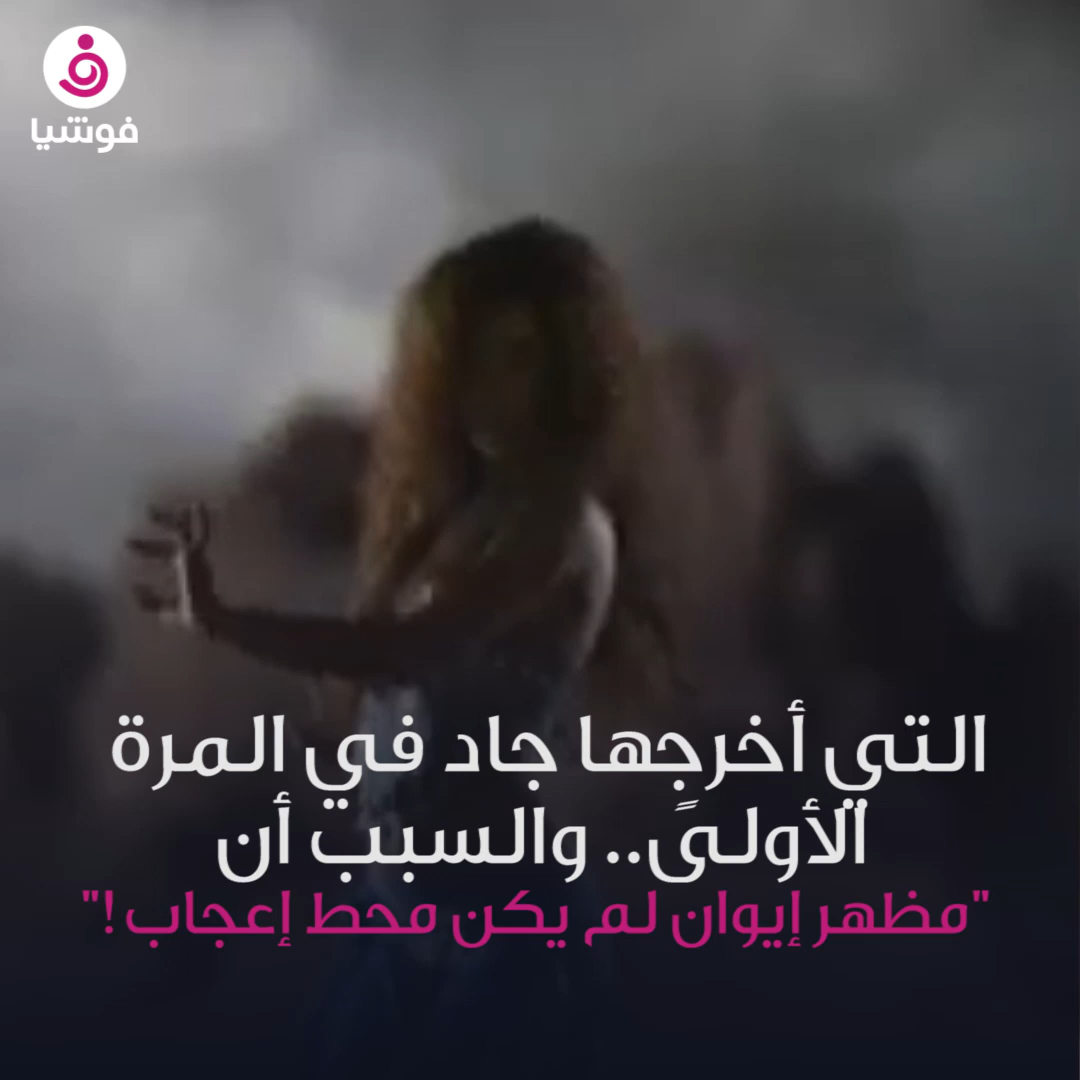 فوشيا
التي أخرجها جاد في المرة
الأولى.. والسبب أن
"مظهر إيوان لم يكن محط إعجاب!"